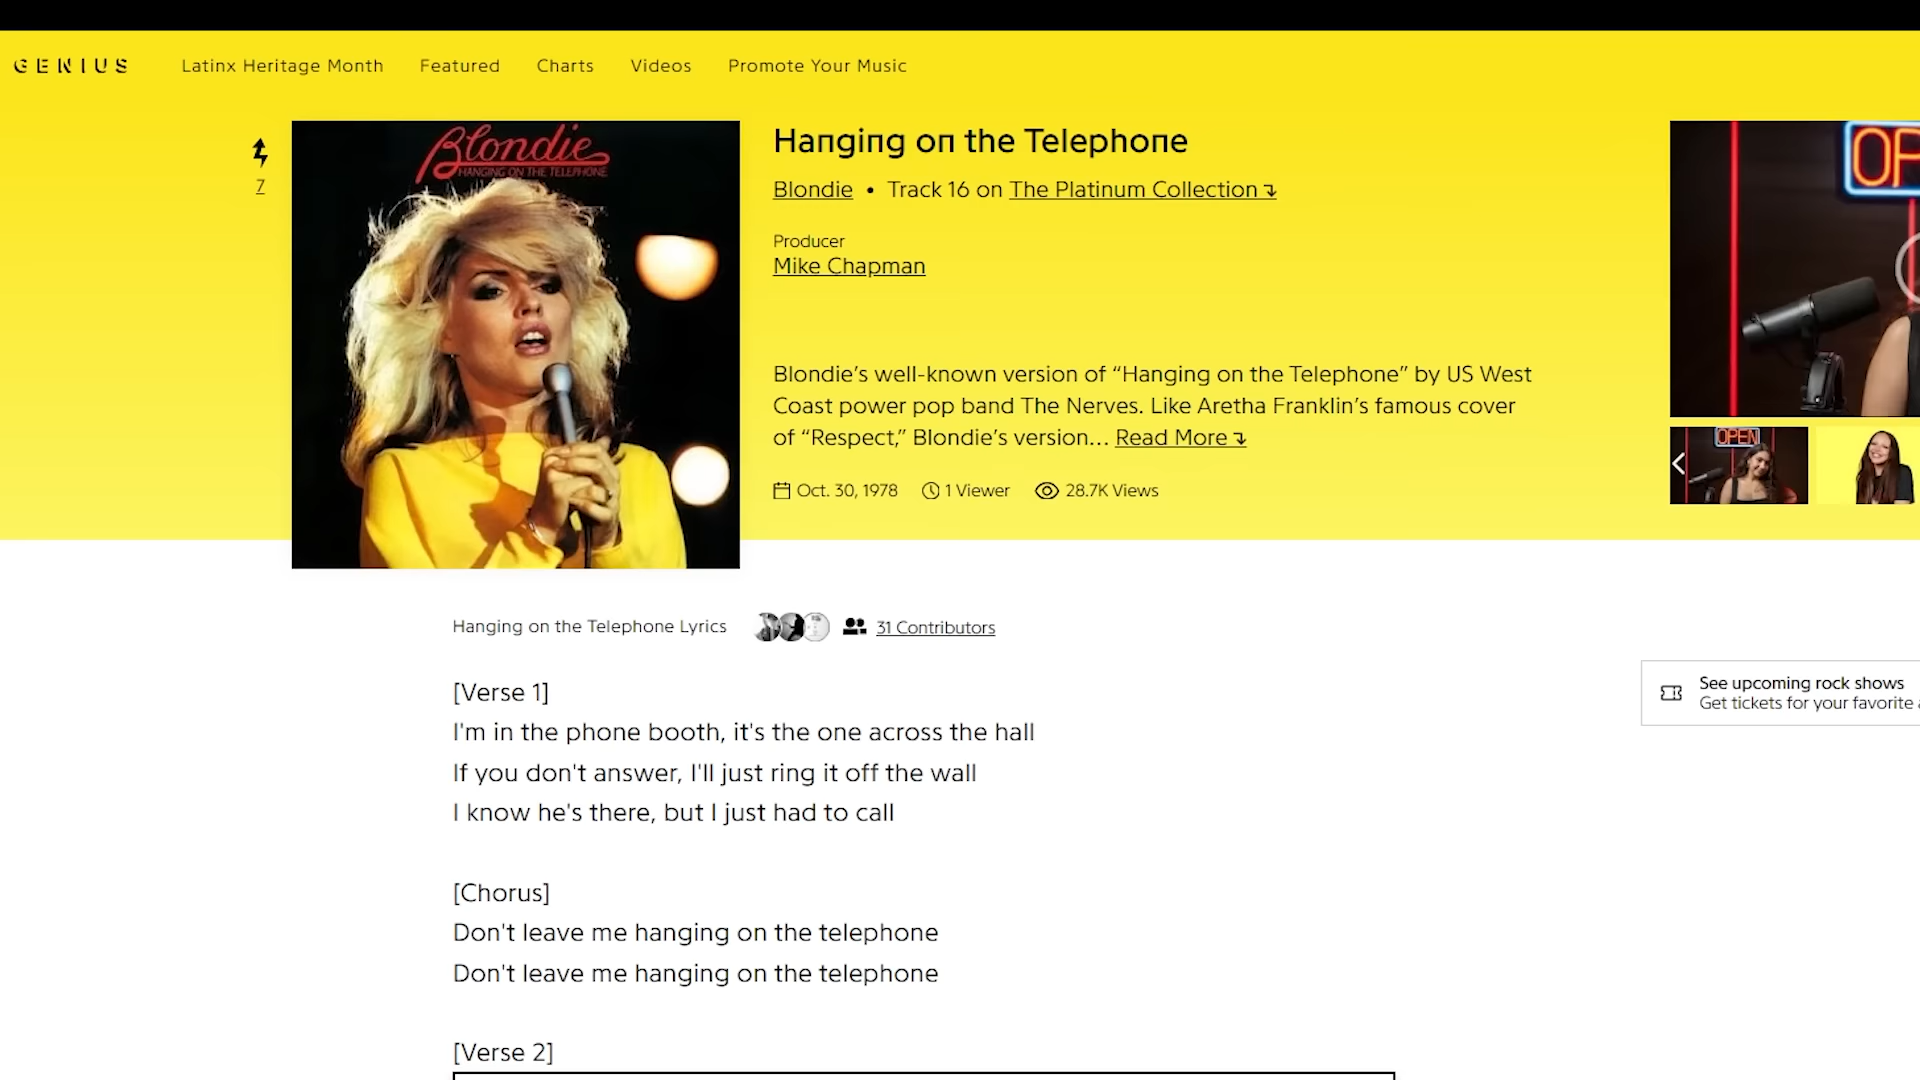 GENIUS
Latinx Heritage Month
Featured
Charts
Videos
Promote Your Music
7
Blondie
HANGING ON THE TELEPHONE
Hanging on the Telephone
Blondie • Track 16 on The Platinum Collection
Producer
Mike Chapman
Blondie’s well-known version of “Hanging on the Telephone” by US West
Coast power pop band The Nerves. Like Aretha Franklin’s famous cover
of “Respect,” Blondie’s version… Read More
Oct. 30, 1978 1 Viewer 28.7K Views
OP
OPEN
Hanging on the Telephone Lyrics
31 Contributors
See upcoming rock shows
Get tickets for your favorite
[Verse 1]
I'm in the phone booth, it's the one across the hall
If you don't answer, I'll just ring it off the wall
I know he's there, but I just had to call
[Chorus]
Don't leave me hanging on the telephone
Don't leave me hanging on the telephone
[Verse 2]